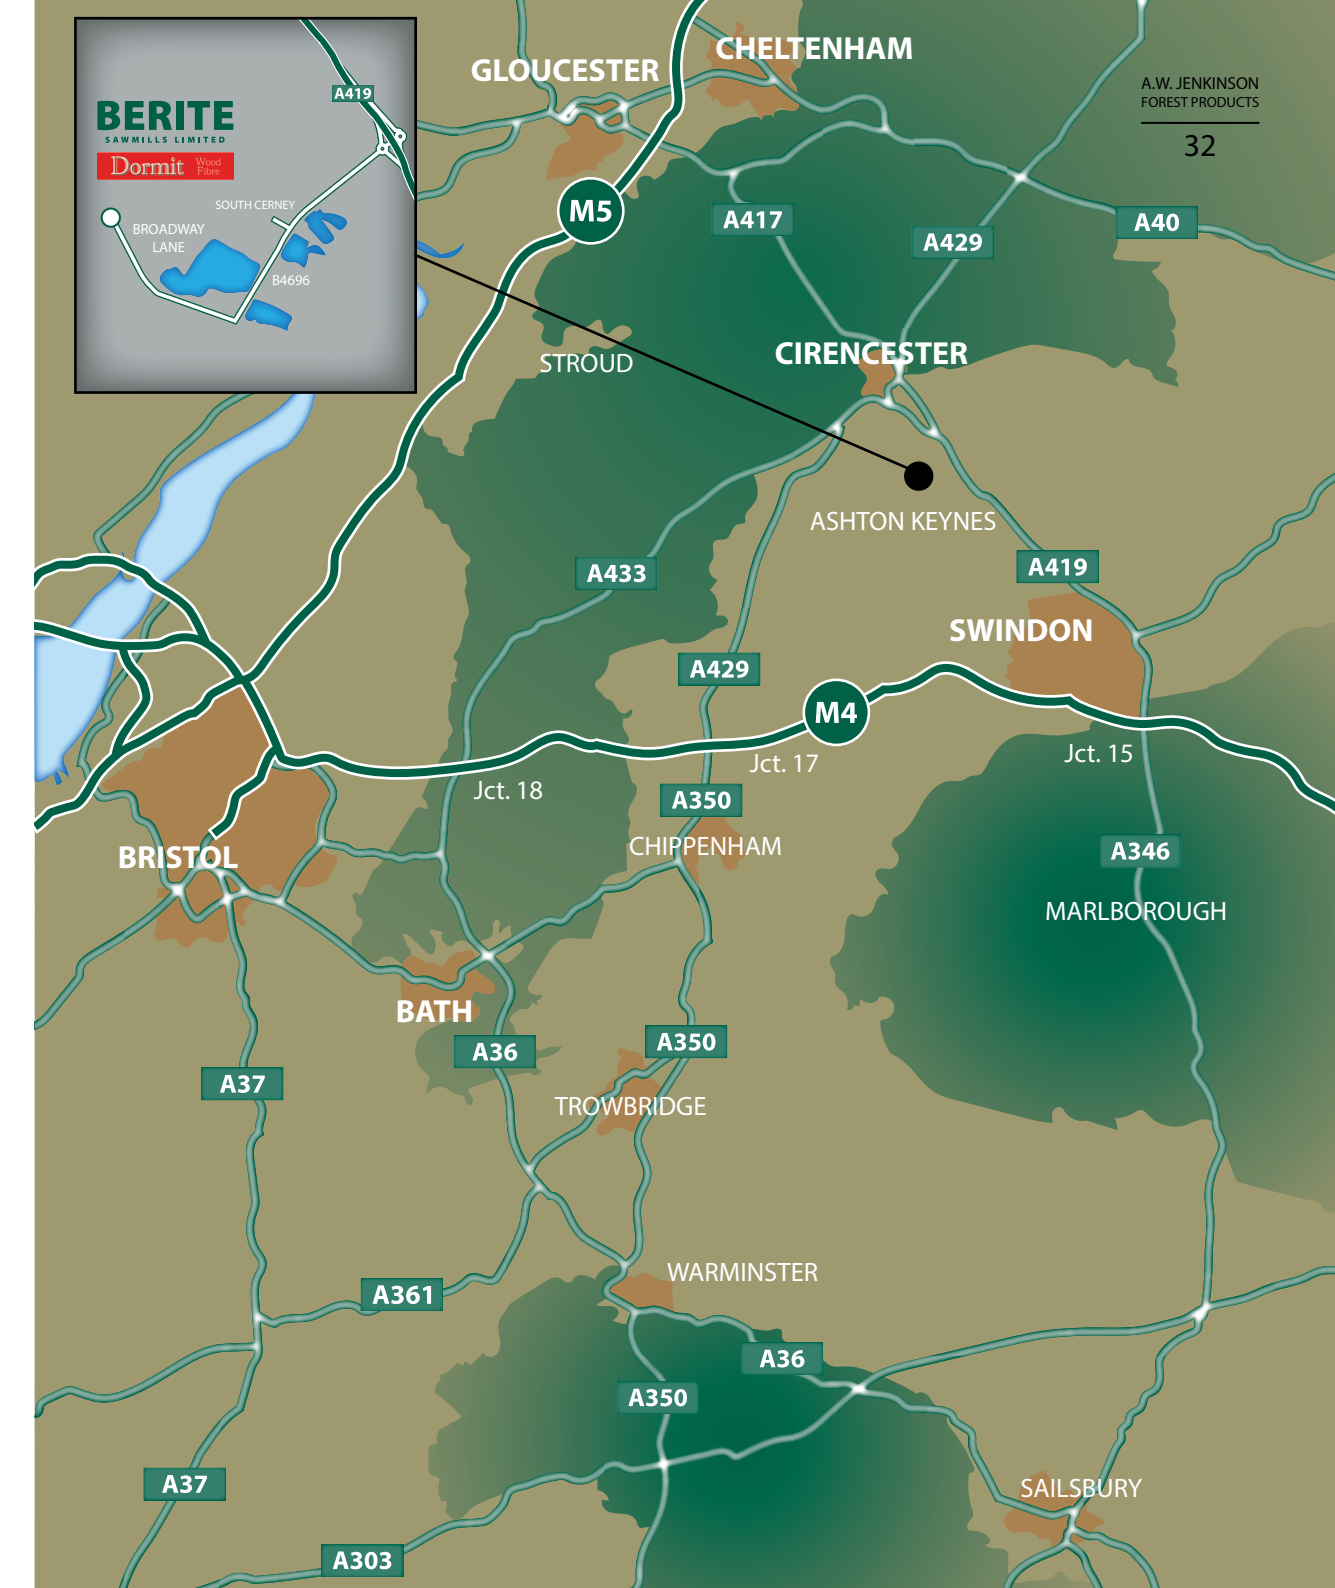 BERITE
SAWMILLS LIMITED
Dormit Wood
Fibre
A419
SOUTH CERNEY
BROADWAY
LANE
B4696
GLOUCESTER
CHELTENHAM
A.W. JENKINSON
FOREST PRODUCTS
32
M5
A417
A429
A40
STROUD
CIRENCESTER
ASHTON KEYNES
A433
A419
SWINDON
A429
M4
Jct. 18
Jct. 17
Jct. 15
A350
CHIPPENHAM
BRISTOL
A346
MARLBOROUGH
BATH
A36
A350
A37
TROWBRIDGE
WARMINSTER
A361
A36
A350
A37
SAILSBURY
A303